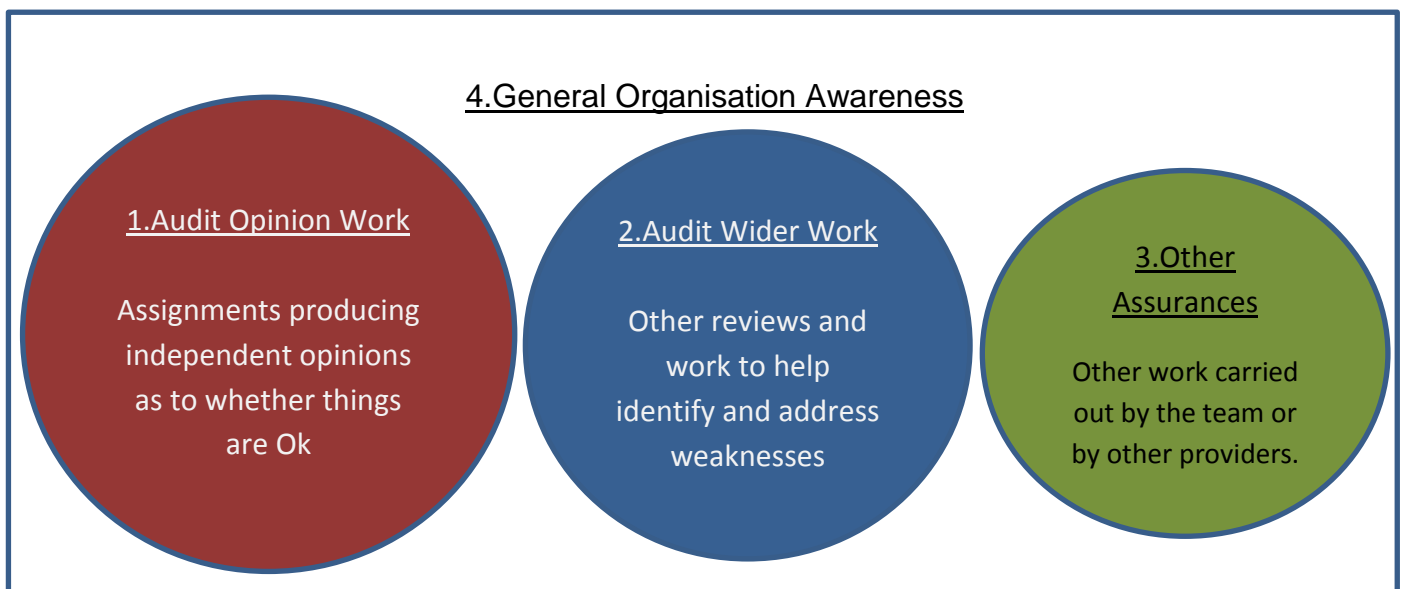 4.General Organisation Awareness
1.Audit Opinion Work
Assignments producing
independent opinions
as to whether things
are Ok
2.Audit Wider Work
Other reviews and
work to help
identify and address
weaknesses
3.Other
Assurances
Other work carried
out by the team or
by other providers.